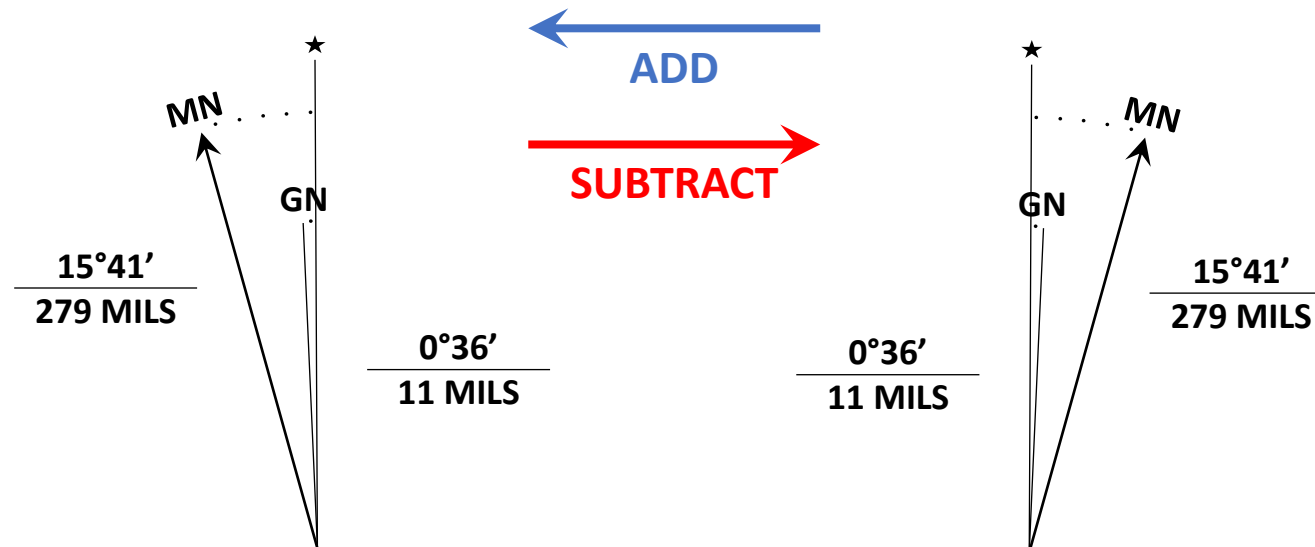 ADD
SUBTRACT
MN
GN
15°41’
279 MILS
0°36’
11 MILS
MN
GN
0°36’
11 MILS
15°41’
279 MILS